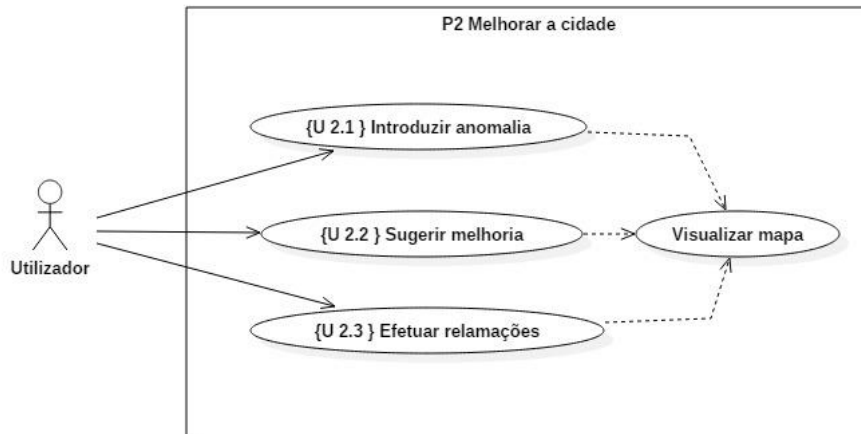 P2 Melhorar a cidade
{U 2.1 } Introduzir anomalia
{U 2.2 } Sugerir melhoria
Visualizar mapa
Utilizador
{U 2.3 } Efetuar relamações